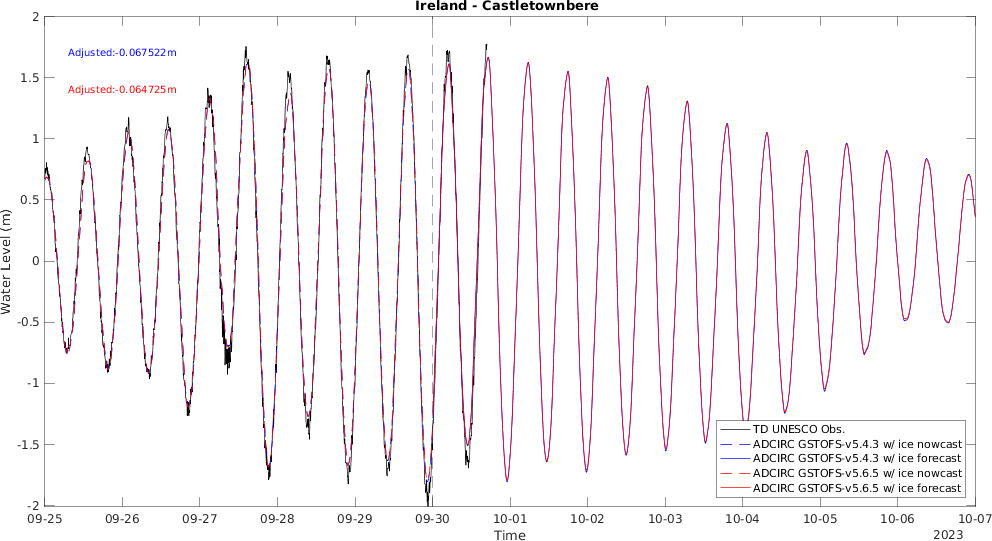 Ireland - Castletownbere
2
1.5
1
0.5
0
-0.5
-1
-1.5
-2
Water Level (m)
Adjusted:-0.067522m
Adjusted:-0.064725m
TD UNESCO Obs.
ADCIRC GSTOFS-v5.4.3 w/ ice nowcast
ADCIRC GSTOFS-v5.4.3 w/ ice forecast
ADCIRC GSTOFS-v5.6.5 w/ ice nowcast
ADCIRC GSTOFS-v5.6.5 w/ ice forecast
09-25 09-26 09-27 09-28 09-29 09-30 10-01 10-02 10-03 10-04 10-05 10-06 10-07
Time
2023